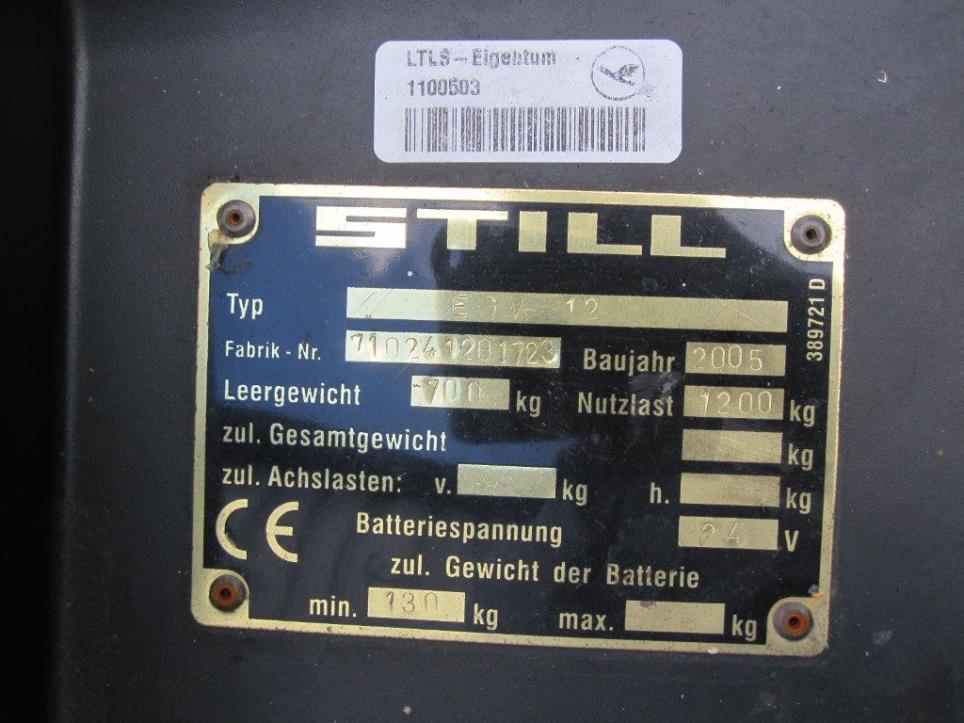 LTLS-Eigentum
1100503
STILL
Typ EGV 12
Fabrik-Nr. 710241201723 Baujahr 2005
Leergewicht 700 kg Nutzlast 1200 kg
zul. Gesamtgewicht kg
zul. Achslasten: v. kg h. kg
CE Batteriespannung 24 V
zul. Gewicht der Batterie
min. 130 kg max. kg
389721 D